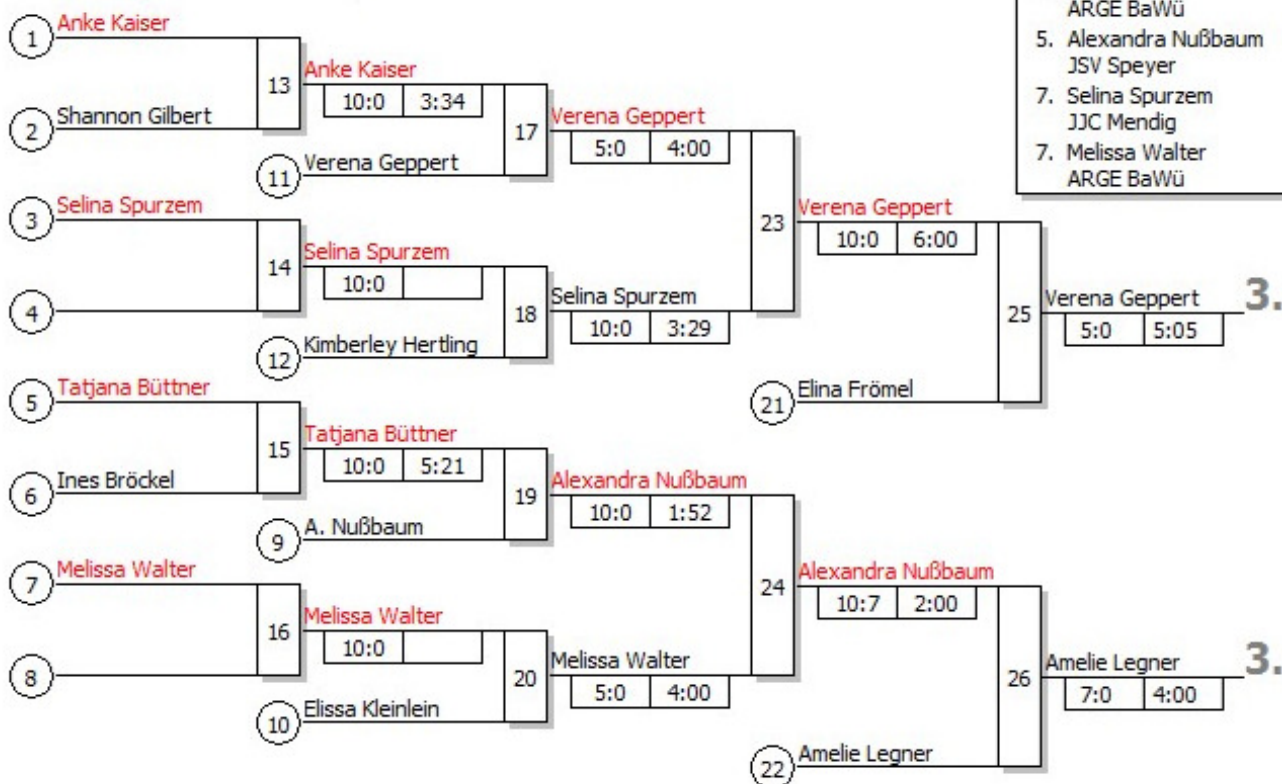 ARGE BaWü
5. Alexandra Nußbaum
JSV Speyer
7. Selina Spurzem
JJC Mendig
7. Melissa Walter
ARGE BaWü
1 Anke Kaiser
13
Anke Kaiser
10:0 3:34
2 Shannon Gilbert
17
Verena Geppert
5:0 4:00
11 Verena Geppert
3 Selina Spurzem
23
Verena Geppert
10:0 6:00
14
Selina Spurzem
10:0
4
18
Selina Spurzem
10:0 3:29
12 Kimberley Hertling
25
Verena Geppert 3.
5:0 5:05
5 Tatjana Büttner
21 Elina Frömel
15
Tatjana Büttner
10:0 5:21
6 Ines Bröckel
19
Alexandra Nußbaum
10:0 1:52
9 A. Nußbaum
7 Melissa Walter
24
Alexandra Nußbaum
10:7 2:00
16
Melissa Walter
10:0
8
20
Melissa Walter
5:0 4:00
10 Elissa Kleinlein
26
Amelie Legner 3.
7:0 4:00
22 Amelie Legner